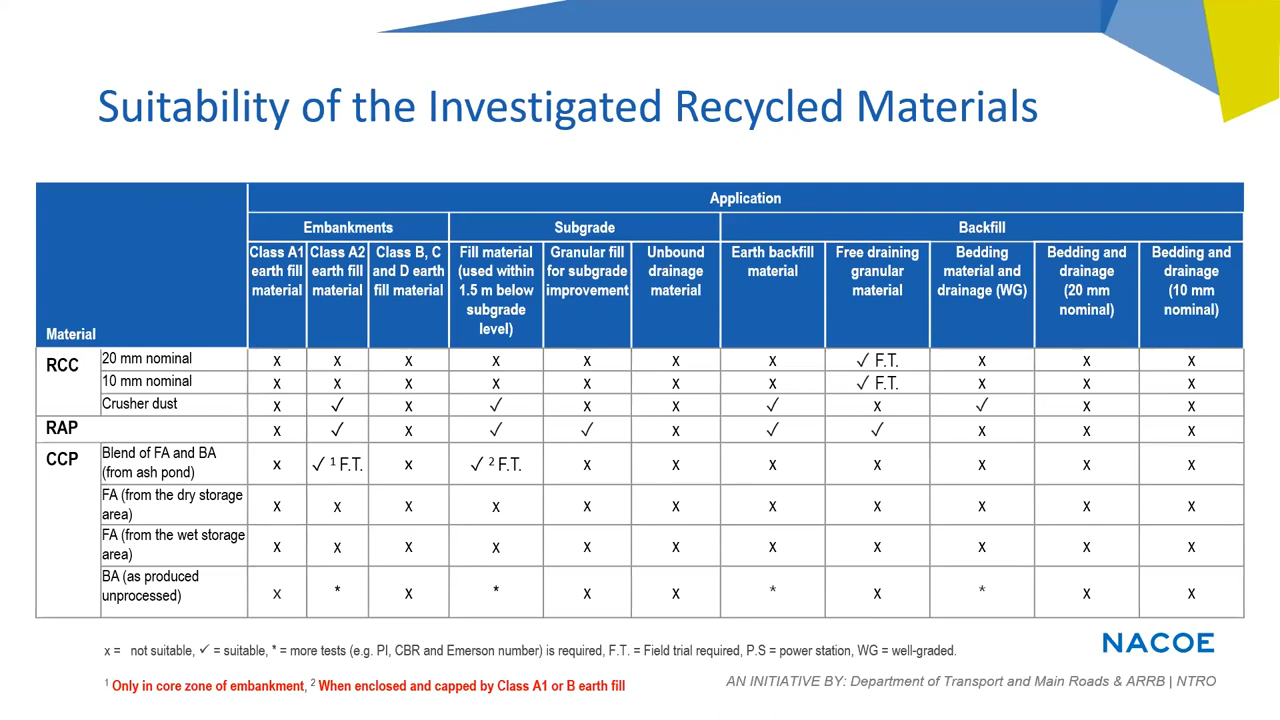 Suitability of the Investigated Recycled Materials
Application
Embankments Subgrade Backfill
Material
Class A1 earth fill material
Class A2 earth fill material
Class B, C and D earth fill material
Fill material (used within 1.5 m below subgrade level)
Granular fill for subgrade improvement
Unbound drainage material
Earth backfill material
Free draining granular material
Bedding material and drainage (WG)
Bedding and drainage (20 mm nominal)
Bedding and drainage (10 mm nominal)
RCC 20 mm nominal x x x x x x x ✓ F.T. x x x
10 mm nominal x x x x x x x ✓ F.T. x x x
Crusher dust x ✓ x ✓ x x ✓ x ✓ x x
RAP x ✓ x ✓ ✓ x ✓ ✓ x x x
CCP Blend of FA and BA (from ash pond) x ✓ ¹ F.T. x ✓ ² F.T. x x x x x x x
FA (from the dry storage area) x x x x x x x x x x x
FA (from the wet storage area) x x x x x x x x x x x
BA (as produced unprocessed) x * x * x x * x * x x
x = not suitable, ✓ = suitable, * = more tests (e.g. PI, CBR and Emerson number) is required, F.T. = Field trial required, P.S = power station, WG = well-graded.
¹ Only in core zone of embankment, ² When enclosed and capped by Class A1 or B earth fill
NACOE
AN INITIATIVE BY: Department of Transport and Main Roads & ARRB | NTRO